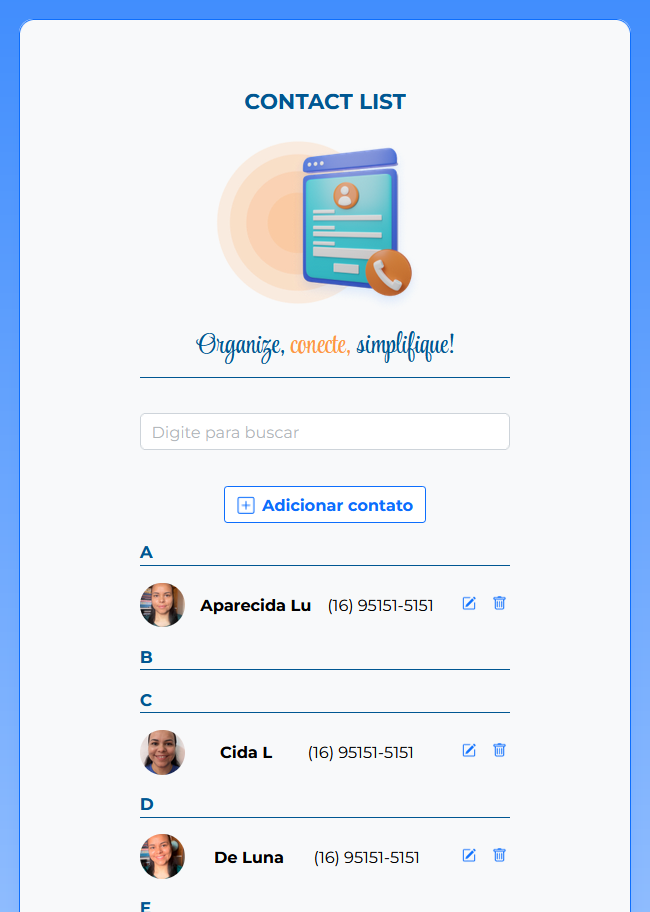 CONTACT LIST
Organize, conecte, simplifique!
Digite para buscar
Adicionar contato
A
Aparecida Lu (16) 95151-5151
B
C
Cida L (16) 95151-5151
D
De Luna (16) 95151-5151
E